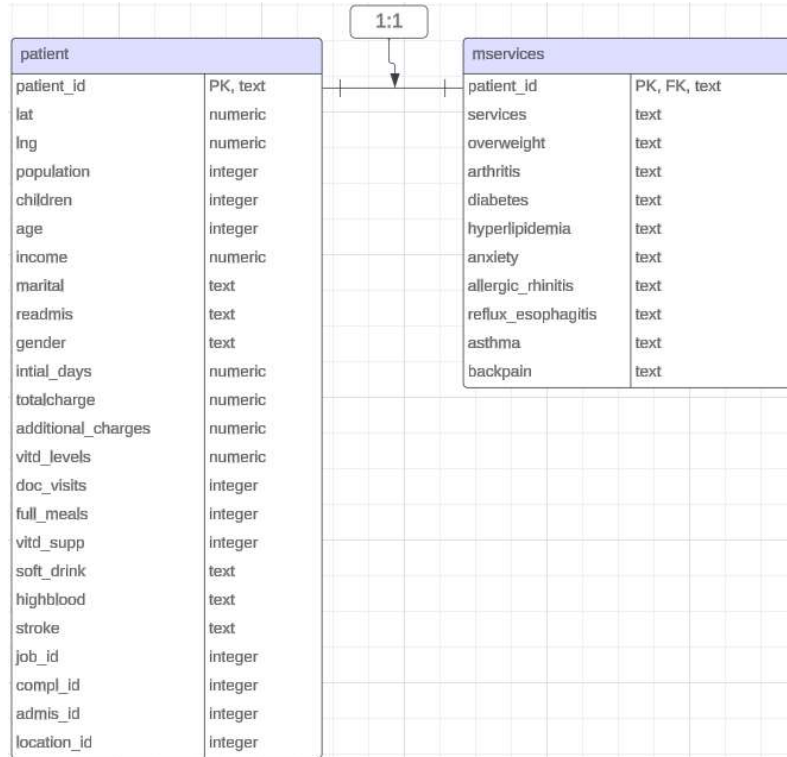 1:1
patient
patient_id PK, text
lat numeric
lng numeric
population integer
children integer
age integer
income numeric
marital text
readmis text
gender text
intial_days numeric
totalcharge numeric
additional_charges numeric
vitd_levels numeric
doc_visits integer
full_meals integer
vitd_supp integer
soft_drink text
highblood text
stroke text
job_id integer
compl_id integer
admis_id integer
location_id integer
mservices
patient_id PK, FK, text
services text
overweight text
arthritis text
diabetes text
hyperlipidemia text
anxiety text
allergic_rhinitis text
reflux_esophagitis text
asthma text
backpain text